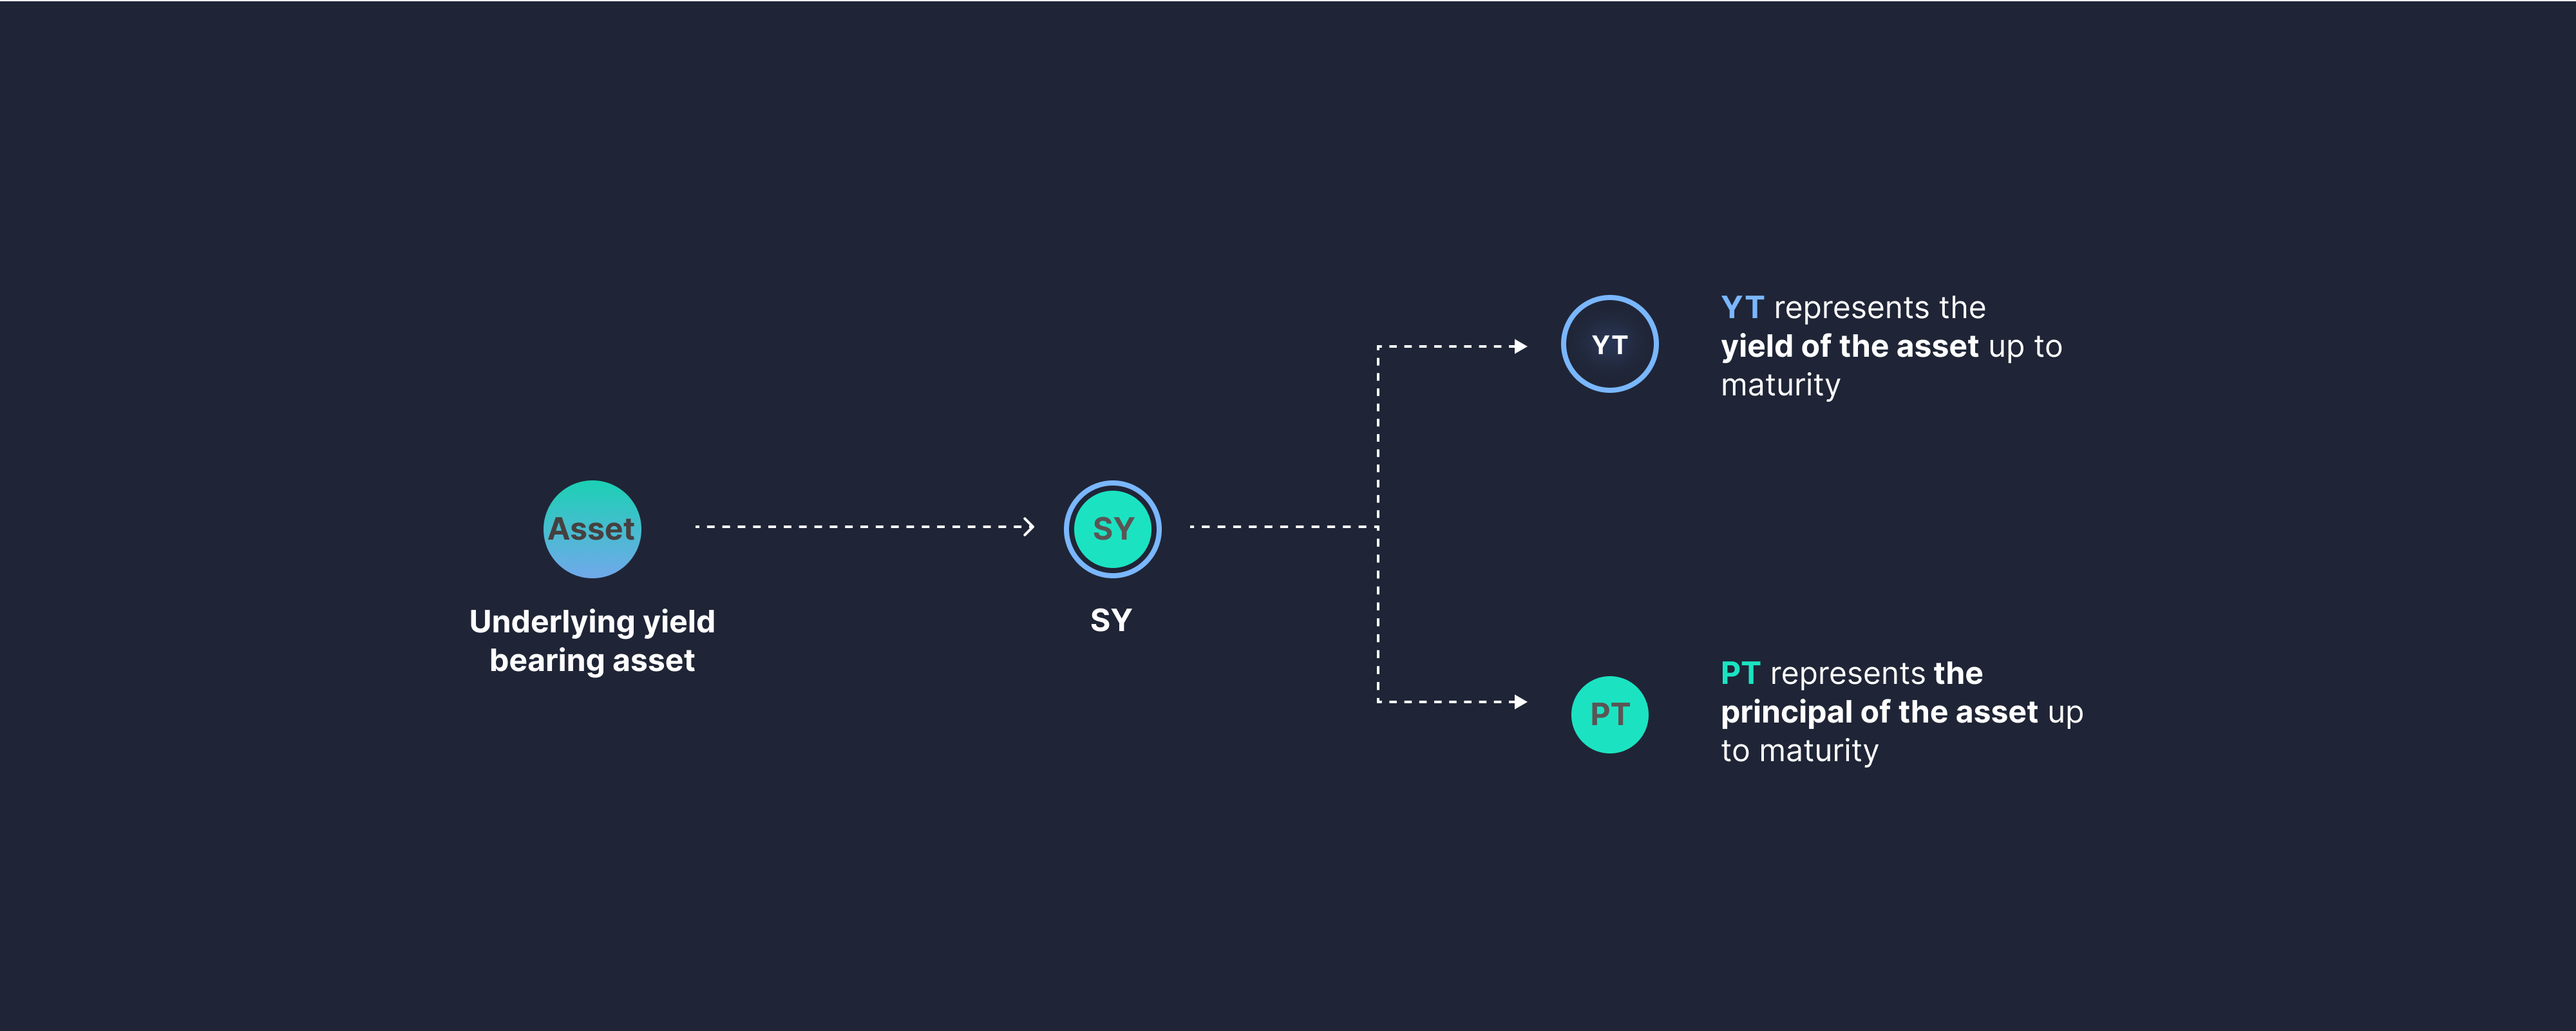 Asset
Underlying yield
bearing asset
SY
SY
YT
YT represents the
yield of the asset up to
maturity
PT
PT represents the
principal of the asset up
to maturity